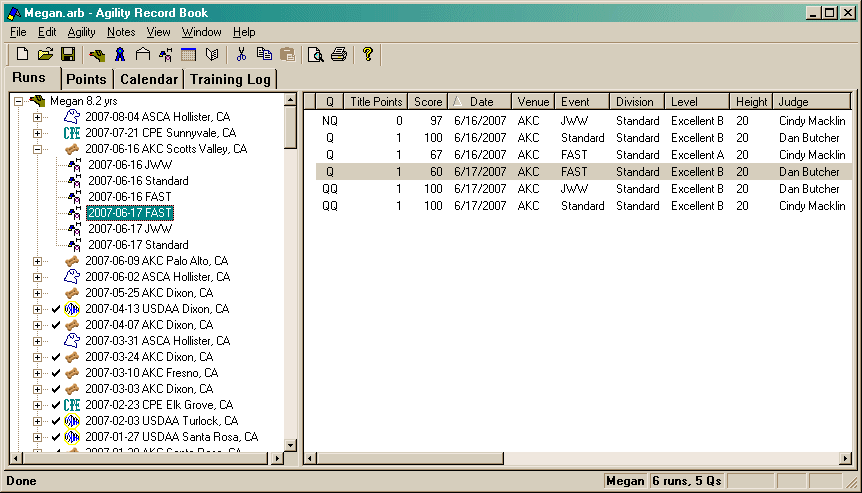 Megan.arb - Agility Record Book
File Edit Agility Notes View Window Help
Runs Points Calendar Training Log
Megan 8.2 yrs
2007-08-04 ASCA Hollister, CA
CPE 2007-07-21 CPE Sunnyvale, CA
2007-06-16 AKC Scotts Valley, CA
2007-06-16 JWW
2007-06-16 Standard
2007-06-16 FAST
2007-06-17 FAST
2007-06-17 JWW
2007-06-17 Standard
2007-06-09 AKC Palo Alto, CA
2007-06-02 ASCA Hollister, CA
2007-05-25 AKC Dixon, CA
2007-04-13 USDAA Dixon, CA
2007-04-07 AKC Dixon, CA
2007-03-31 ASCA Hollister, CA
2007-03-24 AKC Dixon, CA
2007-03-10 AKC Fresno, CA
2007-03-03 AKC Dixon, CA
CPE 2007-02-23 CPE Elk Grove, CA
2007-02-03 USDAA Turlock, CA
2007-01-27 USDAA Santa Rosa, CA
Q Title Points Score Date Venue Event Division Level Height Judge
NQ 0 97 6/16/2007 AKC JWW Standard Excellent B 20 Cindy Macklin
Q 1 100 6/16/2007 AKC Standard Standard Excellent B 20 Dan Butcher
Q 1 67 6/16/2007 AKC FAST Standard Excellent A 20 Cindy Macklin
Q 1 60 6/17/2007 AKC FAST Standard Excellent B 20 Dan Butcher
QQ 1 100 6/17/2007 AKC JWW Standard Excellent B 20 Dan Butcher
QQ 1 100 6/17/2007 AKC Standard Standard Excellent B 20 Cindy Macklin
Done Megan 6 runs, 5 Qs